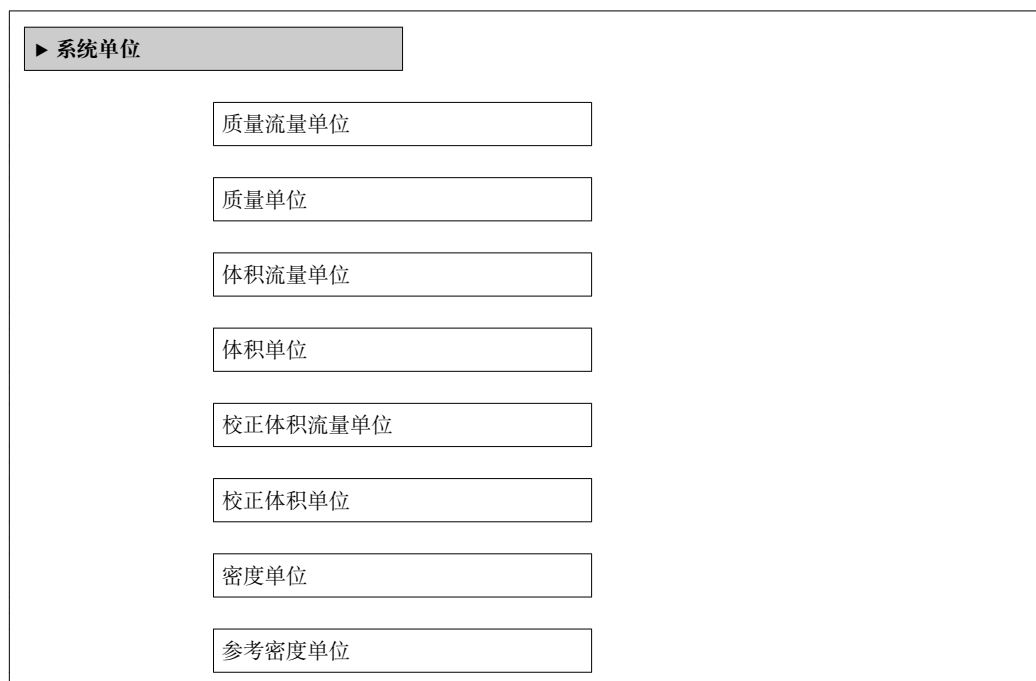 ▶ 系统单位
质量流量单位
质量单位
体积流量单位
体积单位
校正体积流量单位
校正体积单位
密度单位
参考密度单位